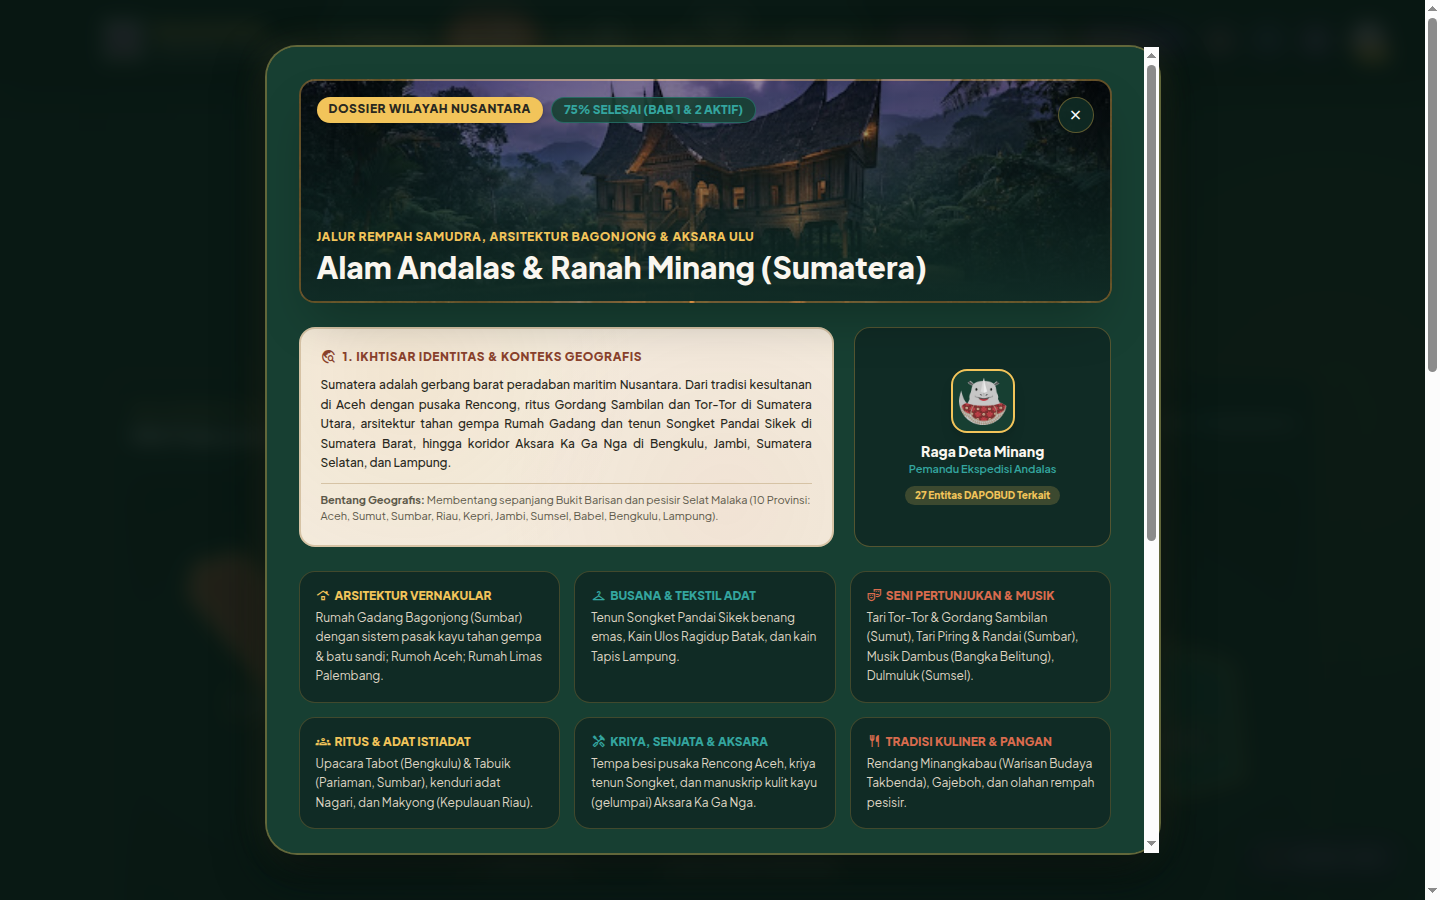 DOSSIER WILAYAH NUSANTARA
75% SELESAI (BAB 1 & 2 AKTIF)
JALUR REMPAH SAMUDRA, ARSITEKTUR BAGONJONG & AKSARA ULU
Alam Andalas & Ranah Minang (Sumatera)
1. IKHTISAR IDENTITAS & KONTEKS GEOGRAFIS
Sumatera adalah gerbang barat peradaban maritim Nusantara. Dari tradisi kesultanan
di Aceh dengan pusaka Rencong, ritus Gordang Sambilan dan Tor-Tor di Sumatera
Utara, arsitektur tahan gempa Rumah Gadang dan tenun Songket Pandai Sikek di
Sumatera Barat, hingga koridor Aksara Ka Ga Nga di Bengkulu, Jambi, Sumatera
Selatan, dan Lampung.
Bentang Geografis: Membentang sepanjang Bukit Barisan dan pesisir Selat Malaka (10 Provinsi:
Aceh, Sumut, Sumbar, Riau, Kepri, Jambi, Sumsel, Babel, Bengkulu, Lampung).
Raga Deta Minang
Pemandu Ekspedisi Andalas
27 Entitas DAPOBUD Terkait
ARSITEKTUR VERNAKULAR
Rumah Gadang Bagonjong (Sumbar)
dengan sistem pasak kayu tahan gempa
& batu sandi; Rumoh Aceh; Rumah Limas
Palembang.
BUSANA & TEKSTIL ADAT
Tenun Songket Pandai Sikek benang
emas, Kain Ulos Ragidup Batak, dan kain
Tapis Lampung.
SENI PERTUNJUKAN & MUSIK
Tari Tor-Tor & Gordang Sambilan
(Sumut), Tari Piring & Randai (Sumbar),
Musik Dambus (Bangka Belitung),
Dulmuluk (Sumsel).
RITUS & ADAT ISTIADAT
Upacara Tabot (Bengkulu) & Tabuik
(Pariaman, Sumbar), kenduri adat
Nagari, dan Makyong (Kepulauan Riau).
KRIYA, SENJATA & AKSARA
Tempa besi pusaka Rencong Aceh, kriya
tenun Songket, dan manuskrip kulit kayu
(gelumpai) Aksara Ka Ga Nga.
TRADISI KULINER & PANGAN
Rendang Minangkabau (Warisan Budaya
Takbenda), Gajeboh, dan olahan rempah
pesisir.